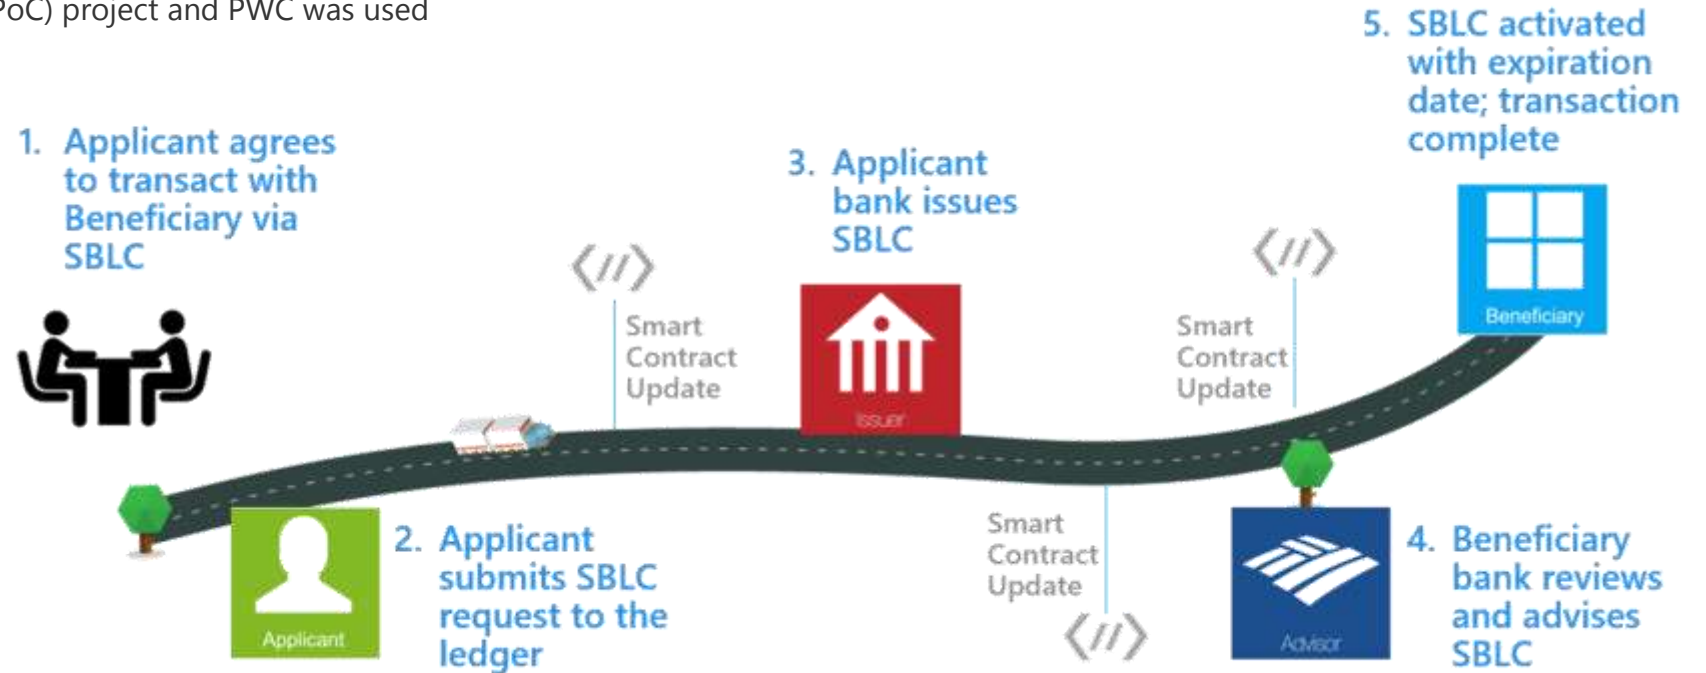 PoC) project and PWC was used
1. Applicant agrees
to transact with
Beneficiary via
SBLC
Smart
Contract
Update
3. Applicant
bank issues
SBLC
Issuer
Smart
Contract
Update
5. SBLC activated
with expiration
date; transaction
complete
Beneficiary
Applicant
2. Applicant
submits SBLC
request to the
ledger
Smart
Contract
Update
Advisor
4. Beneficiary
bank reviews
and advises
SBLC